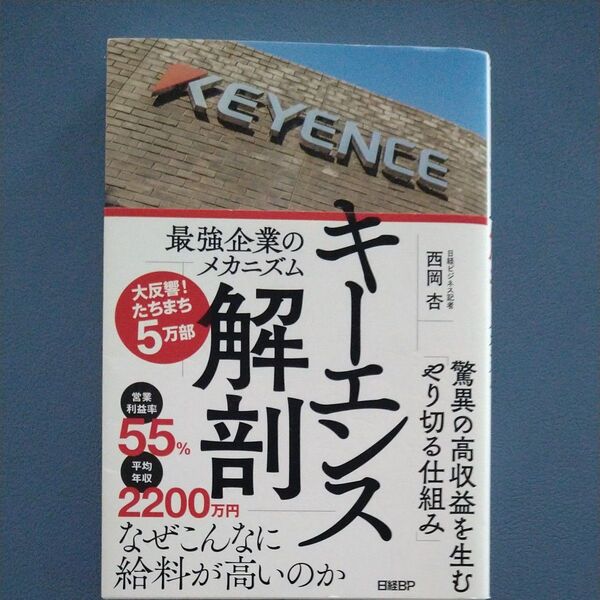 KEYENCE
キーエンス
解剖
最強企業の
メカニズム
日経ビジネス記者
西岡 杏
大反響!
たちまち
5万部
驚異の高収益を生む
「やり切る仕組み」
営業
利益率
55%
平均
年収
2200万円
なぜこんなに
給料が高いのか
日経BP